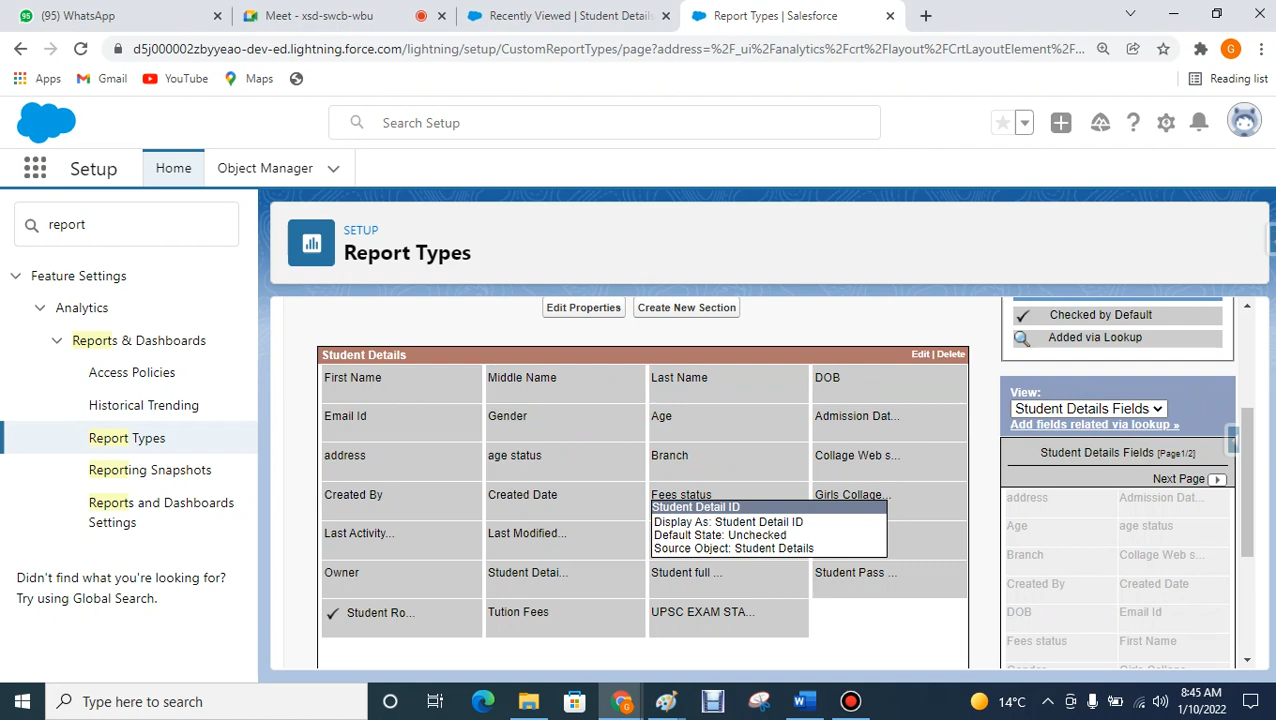 (95) WhatsApp
Meet - xsd-swcb-wbu
Recently Viewed | Student Details
Report Types | Salesforce
d5j000002zbyyeao-dev-ed.lightning.force.com/lightning/setup/CustomReportTypes/page?address=%2F_ui%2Fanalytics%2Fcrt%2Flayout%2FCrtLayoutElement%2F...
G
Apps
Gmail
YouTube
Maps
Reading list
Search Setup
Setup
Home
Object Manager
report
Feature Settings
Analytics
Reports & Dashboards
Access Policies
Historical Trending
Report Types
Reporting Snapshots
Reports and Dashboards
Settings
Didn't find what you're looking for?
Try using Global Search.
SETUP
Report Types
Edit Properties
Create New Section
Student Details
Edit | Delete
First Name
Middle Name
Last Name
DOB
Email Id
Gender
Age
Admission Dat...
address
age status
Branch
Collage Web s...
Created By
Created Date
Fees status
Girls Collage...
Student Detail ID
Display As: Student Detail ID
Default State: Unchecked
Source Object: Student Details
Last Activity...
Last Modified...
Owner
Student Detai...
Student full ...
Student Pass ...
Student Ro...
Tution Fees
UPSC EXAM STA...
Checked by Default
Added via Lookup
View:
Student Details Fields
Add fields related via lookup »
Student Details Fields [Page1/2]
Next Page
address
Admission Dat...
Age
age status
Branch
Collage Web s...
Created By
Created Date
DOB
Email Id
Fees status
First Name
Type here to search
14°C
8:45 AM
1/10/2022